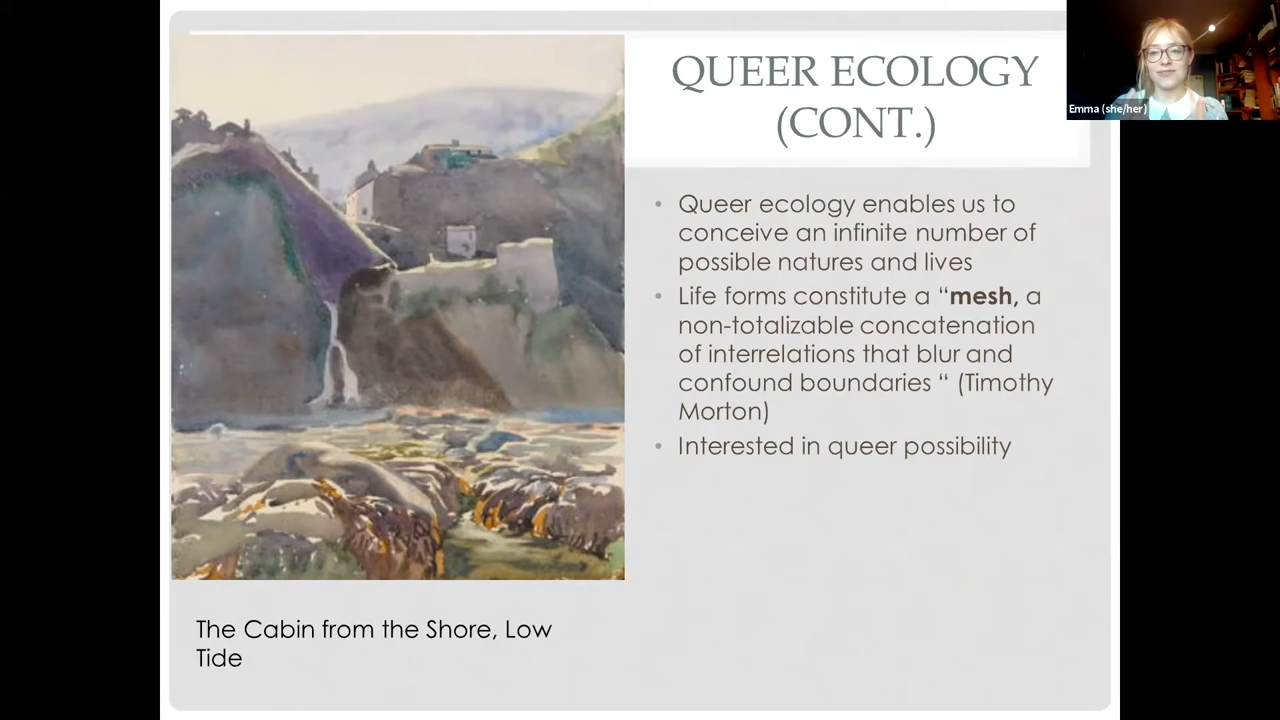 QUEER ECOLOGY
(CONT.)
Emma (she/her)
• Queer ecology enables us to
conceive an infinite number of
possible natures and lives
• Life forms constitute a “mesh, a
non-totalizable concatenation
of interrelations that blur and
confound boundaries “ (Timothy
Morton)
• Interested in queer possibility
The Cabin from the Shore, Low
Tide